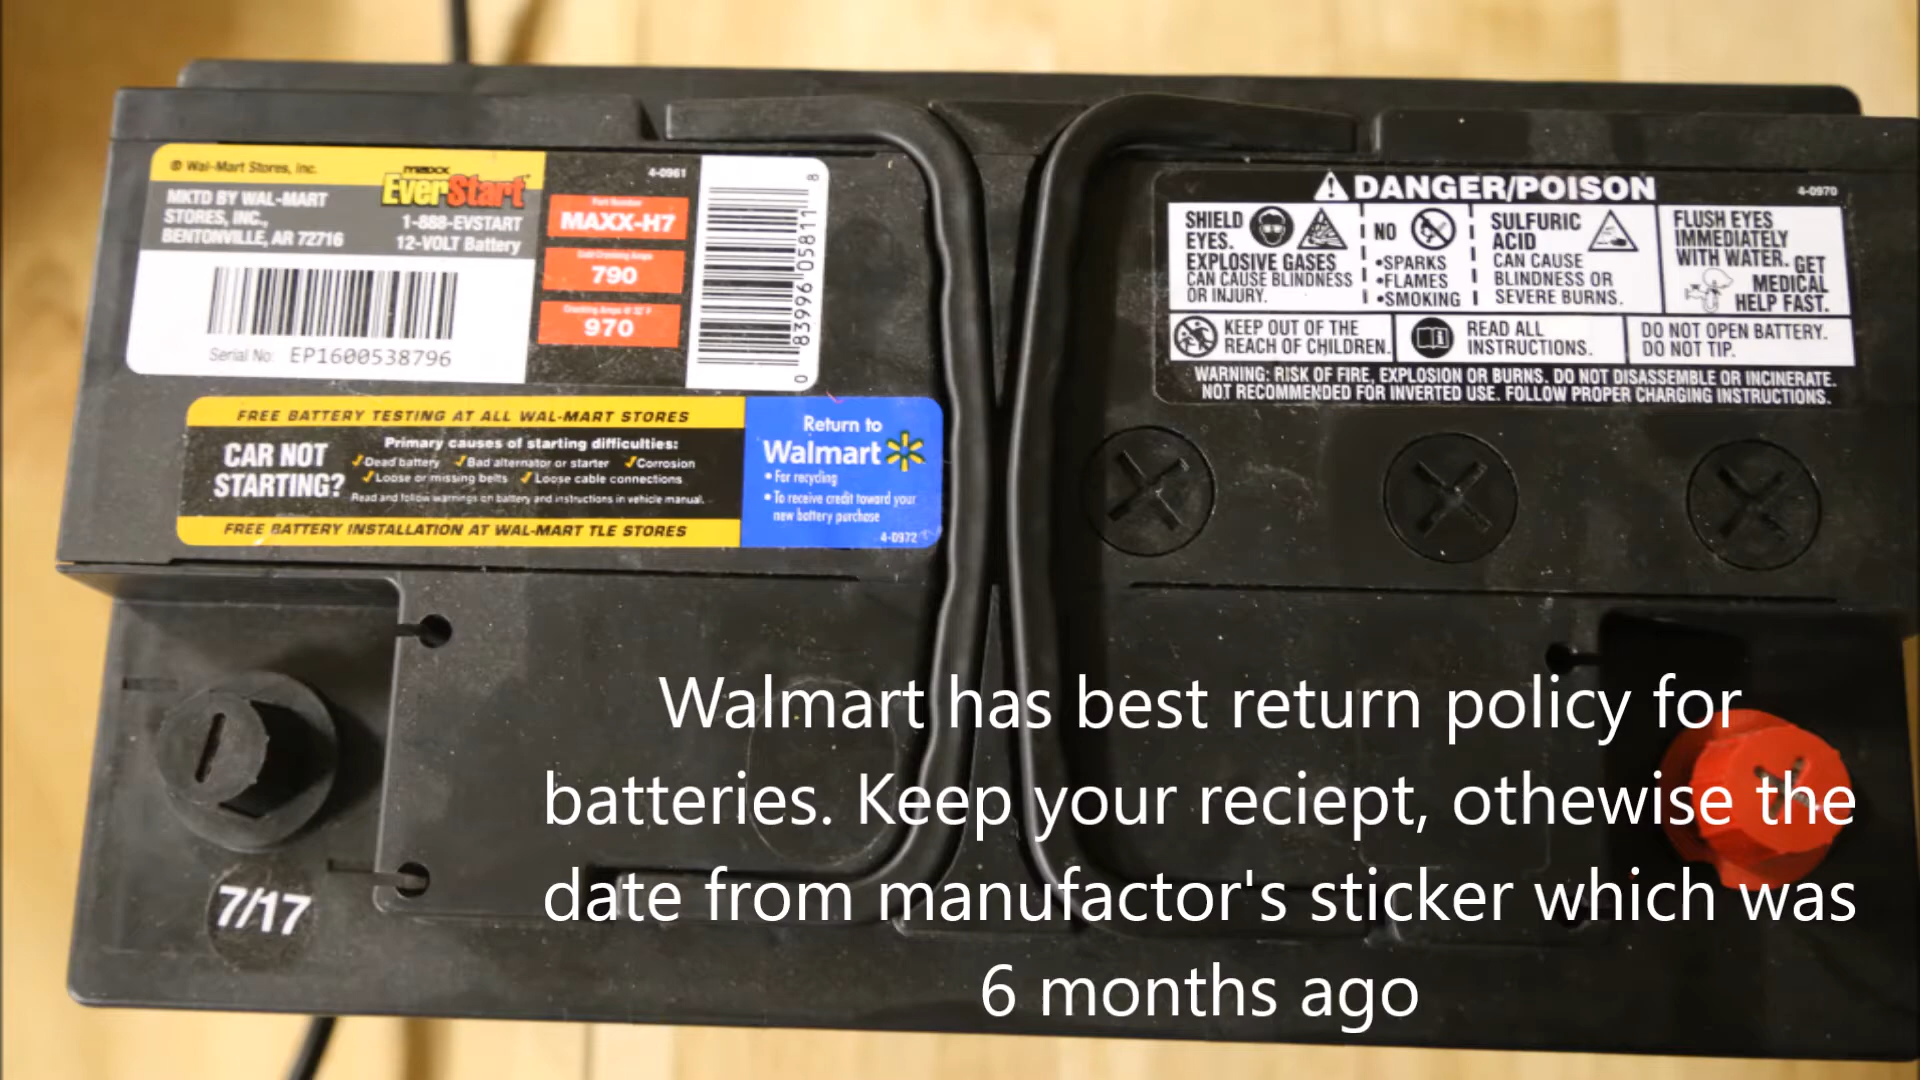 © Wal-Mart Stores, Inc.
MAXX
EverStart
MKTD BY WAL-MART
STORES, INC.,
BENTONVILLE, AR 72716
1-888-EVSTART
12-VOLT Battery
Serial No: EP1600538796
4-0961
Part Number
MAXX-H7
Cold Cranking Amps
790
Cranking Amps @ 32° F
970
0 83996 05811 8
FREE BATTERY TESTING AT ALL WAL-MART STORES
CAR NOT
STARTING?
Primary causes of starting difficulties:
✓Dead battery ✓Bad alternator or starter ✓Corrosion
✓Loose or missing belts ✓Loose cable connections
Read and follow warnings on battery and instructions in vehicle manual.
FREE BATTERY INSTALLATION AT WAL-MART TLE STORES
Return to
Walmart
• For recycling
• To receive credit toward your
new battery purchase
4-0972
DANGER/POISON
4-0970
SHIELD
EYES.
EXPLOSIVE GASES
CAN CAUSE BLINDNESS
OR INJURY.
NO
•SPARKS
•FLAMES
•SMOKING
SULFURIC
ACID
CAN CAUSE
BLINDNESS OR
SEVERE BURNS.
FLUSH EYES
IMMEDIATELY
WITH WATER. GET
MEDICAL
HELP FAST.
KEEP OUT OF THE
REACH OF CHILDREN.
READ ALL
INSTRUCTIONS.
DO NOT OPEN BATTERY.
DO NOT TIP.
WARNING: RISK OF FIRE, EXPLOSION OR BURNS. DO NOT DISASSEMBLE OR INCINERATE.
NOT RECOMMENDED FOR INVERTED USE. FOLLOW PROPER CHARGING INSTRUCTIONS.
7/17
Walmart has best return policy for
batteries. Keep your reciept, othewise the
date from manufactor's sticker which was
6 months ago